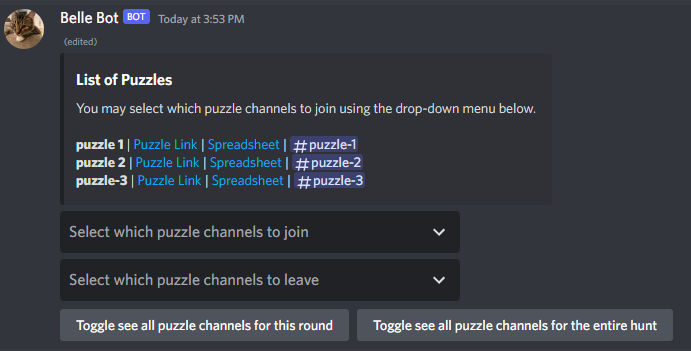 Belle Bot BOT Today at 3:53 PM
(edited)
List of Puzzles
You may select which puzzle channels to join using the drop-down menu below.
puzzle 1 | Puzzle Link | Spreadsheet | #puzzle-1
puzzle 2 | Puzzle Link | Spreadsheet | #puzzle-2
puzzle-3 | Puzzle Link | Spreadsheet | #puzzle-3
Select which puzzle channels to join
Select which puzzle channels to leave
Toggle see all puzzle channels for this round Toggle see all puzzle channels for the entire hunt